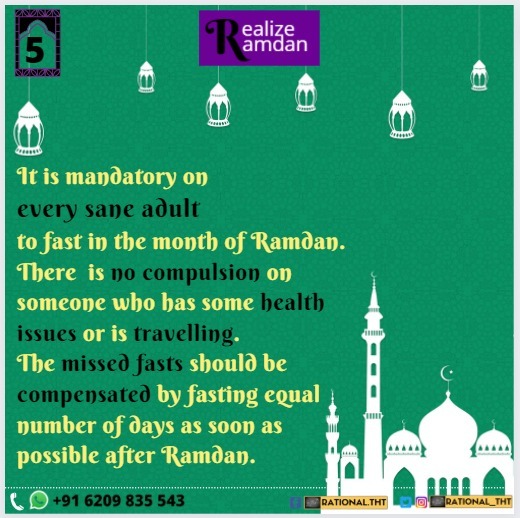 5
Realize
Ramdan
It is mandatory on
every sane adult
to fast in the month of Ramdan.
There is no compulsion on
someone who has some health
issues or is travelling.
The missed fasts should be
compensated by fasting equal
number of days as soon as
possible after Ramdan.
+91 6209 835 543
RATIONAL.THT
RATIONAL_THT